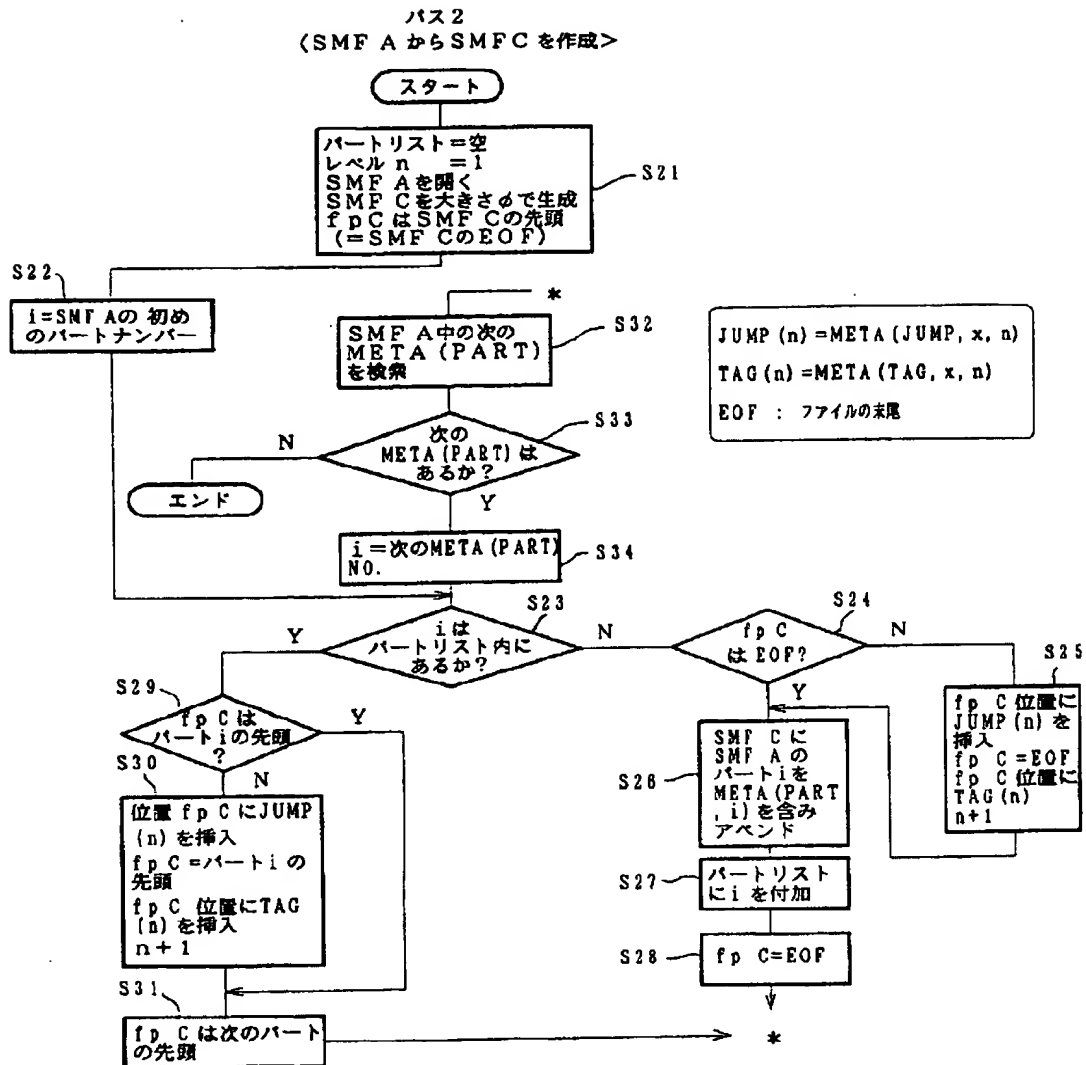 パス2
〈SMF A からSMFC を作成＞
スタート
パートリスト＝空
レベル n ＝1
SMF Aを開く
SMF Cを大きさφで生成
fpCはSMF Cの先頭
(＝SMF CのEOF)
S21
S22
i=SMF Aの 初め
のパートナンバー
*
SMF A中の次の
META (PART)
を検索
S32
JUMP (n) =META (JUMP, x, n)
TAG (n) =META (TAG, x, n)
EOF : ファイルの末尾
次の
META (PART) は
あるか？
S33
N
Y
エンド
i＝次のMETA (PART)
NO.
S34
i は
パートリスト内に
あるか？
S23
Y
N
fp C
は EOF?
S24
N
Y
S25
fp C 位置に
JUMP (n) を
挿入
fp C =EOF
fp C 位置に
TAG (n)
n+1
S29
fp C は
パートiの先頭
？
Y
N
S30
位置 fp C にJUMP
(n) を挿入
fp C =パートi の
先頭
fp C 位置にTAG
(n) を挿入
n + 1
S26
SMF C に
SMF A の
パートiを
META (PART
, i) を含み
アペンド
S27
パートリスト
にi を付加
S28
fp C=EOF
S31
fp C は次のパート
の先頭
*